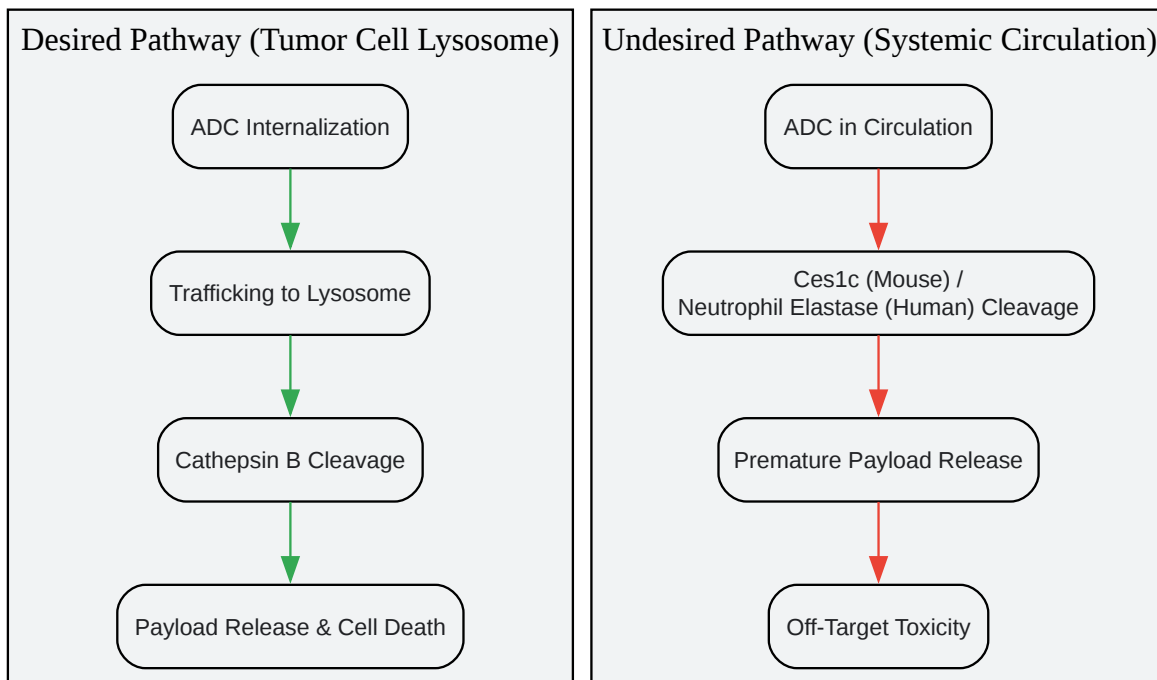 Desired Pathway (Tumor Cell Lysosome)
ADC Internalization
Trafficking to Lysosome
Cathepsin B Cleavage
Payload Release & Cell Death
Undesired Pathway (Systemic Circulation)
ADC in Circulation
Ces1c (Mouse) /
Neutrophil Elastase (Human) Cleavage
Premature Payload Release
Off-Target Toxicity